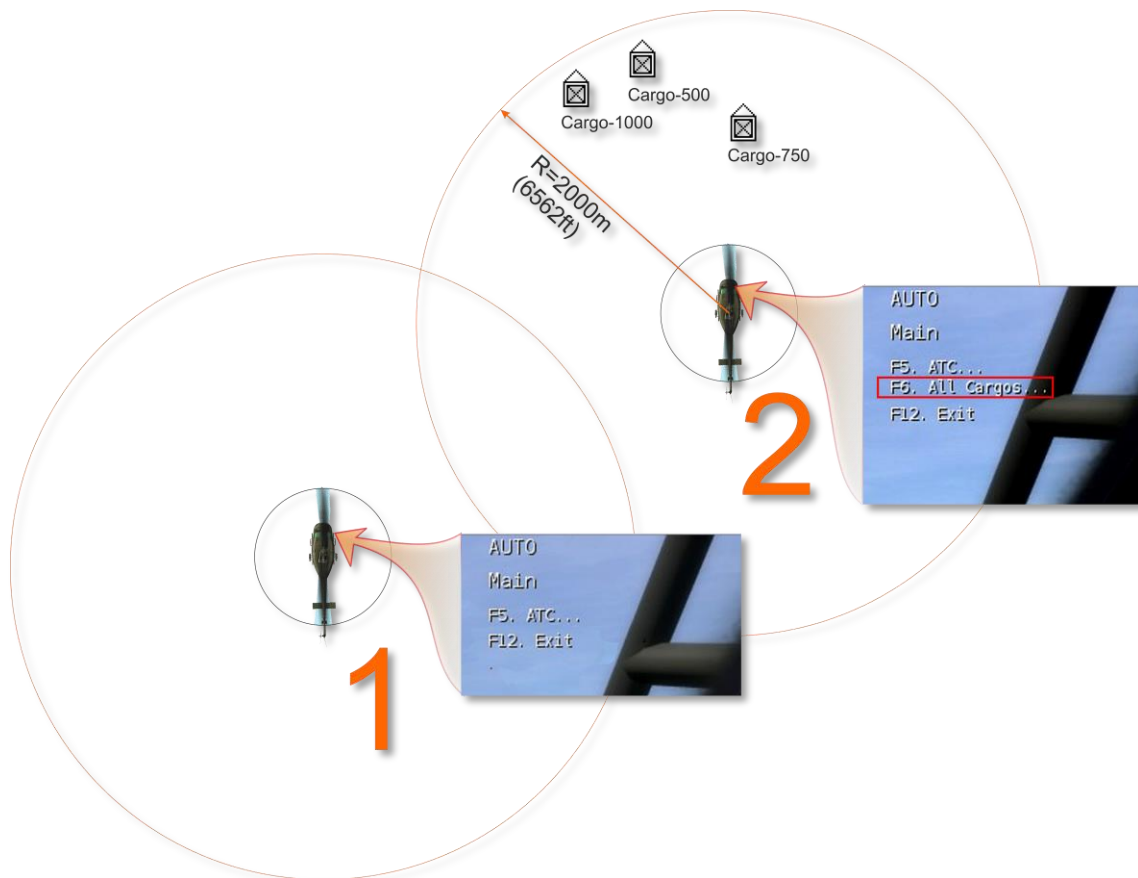 Cargo-500
Cargo-1000
Cargo-750
R=2000m
(6562ft)
AUTO
Main
F5. ATC...
F6. All Cargos...
F12. Exit
2
AUTO
Main
F5. ATC...
F12. Exit
.
1